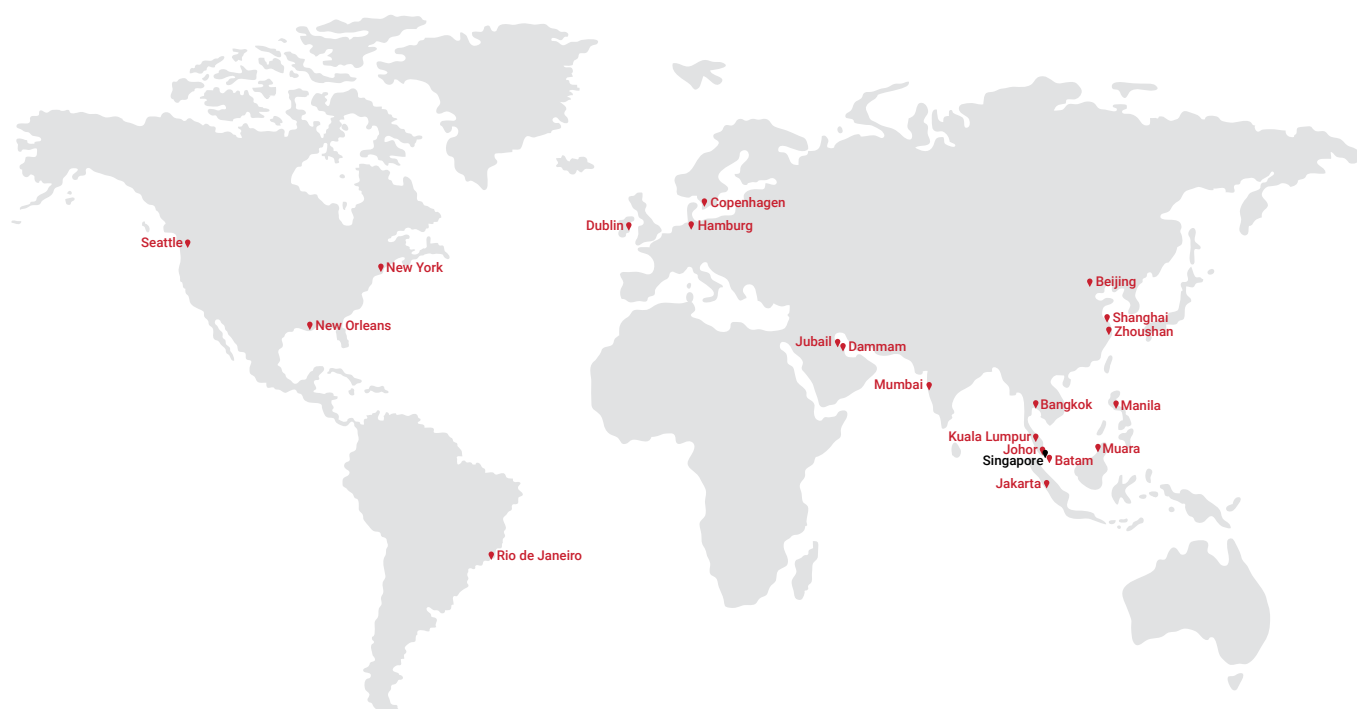 Copenhagen
Dublin
Hamburg
Seattle
New York
Beijing
Shanghai
New Orleans
Zhoushan
Jubail
Dammam
Mumbai
Bangkok
Manila
Kuala Lumpur
Johor
Muara
Singapore
Batam
Jakarta
Rio de Janeiro